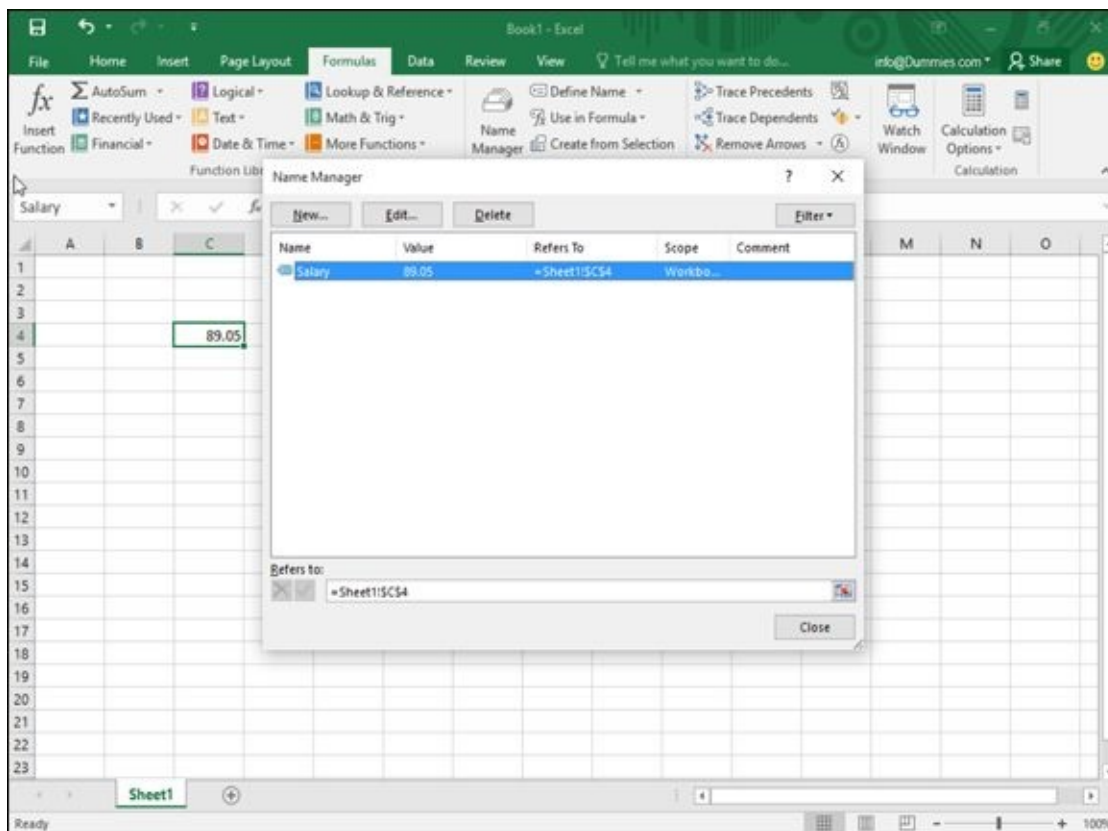 Book1 - Excel
File Home Insert Page Layout Formulas Data Review View Tell me what you want to do... info@Dummies.com Share
fx AutoSum Logical Lookup & Reference Define Name Trace Precedents
Recently Used Text Math & Trig Use in Formula Trace Dependents
Insert Function Financial Date & Time More Functions Name Manager Create from Selection Remove Arrows Watch Window Calculation Options
Function Libr Calculation
Name Manager ? ×
Salary fx
New... Edit... Delete Filter
A B C M N O
Name Value Refers To Scope Comment
Salary 89.05 =Sheet1!$C$4 Workbo...
1
2
3
4 89.05
5
6
7
8
9
10
11
12
13
14
Refers to:
15 =Sheet1!$C$4
16
17 Close
18
19
20
21
22
23
Sheet1
Ready 100%